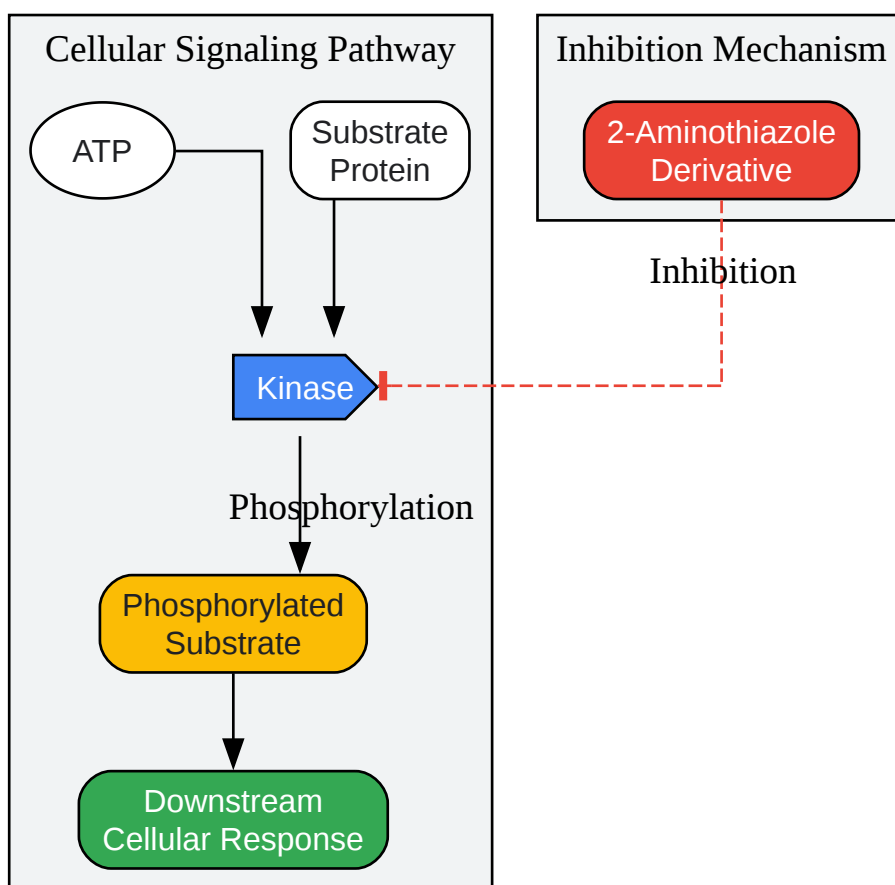 Cellular Signaling Pathway
ATP
Substrate
Protein
Kinase
Phosphorylation
Phosphorylated
Substrate
Downstream
Cellular Response
Inhibition Mechanism
2-Aminothiazole
Derivative
Inhibition